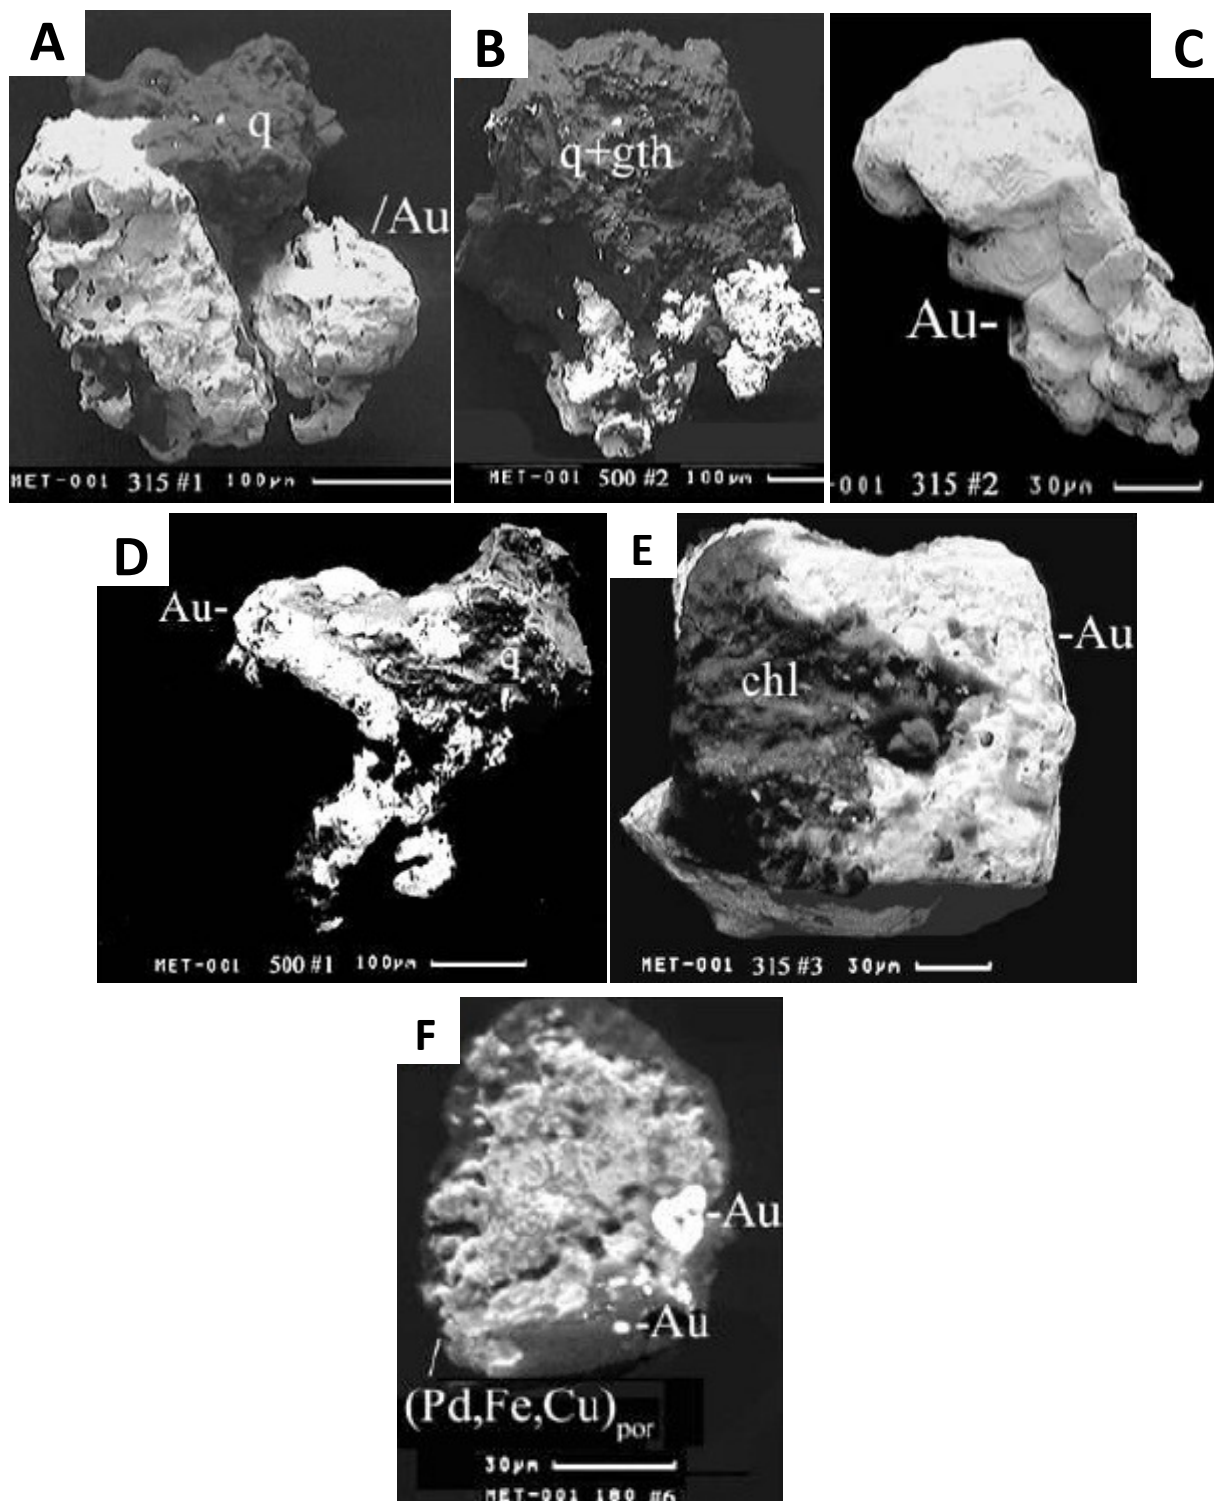 A
q
/Au
MET-001 315 #1 100µm
B
q+gth
-
MET-001 500 #2 100µm
C
Au-
-001 315 #2 30µm
D
Au-
q
MET-001 500 #1 100µm
E
chl
-Au
MET-001 315 #3 30µm
F
-Au
-Au
(Pd,Fe,Cu)por
30µm
MET-001 180 #6